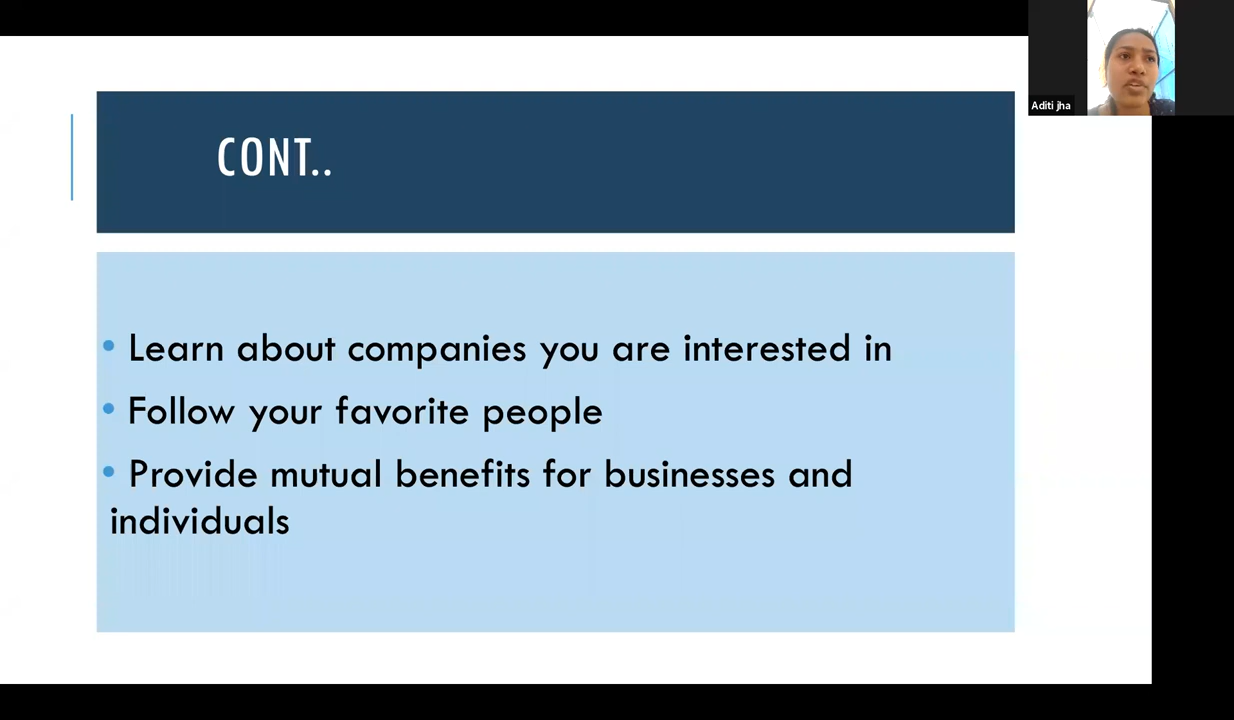 CONT..
• Learn about companies you are interested in
• Follow your favorite people
• Provide mutual benefits for businesses and
individuals
Aditi jha